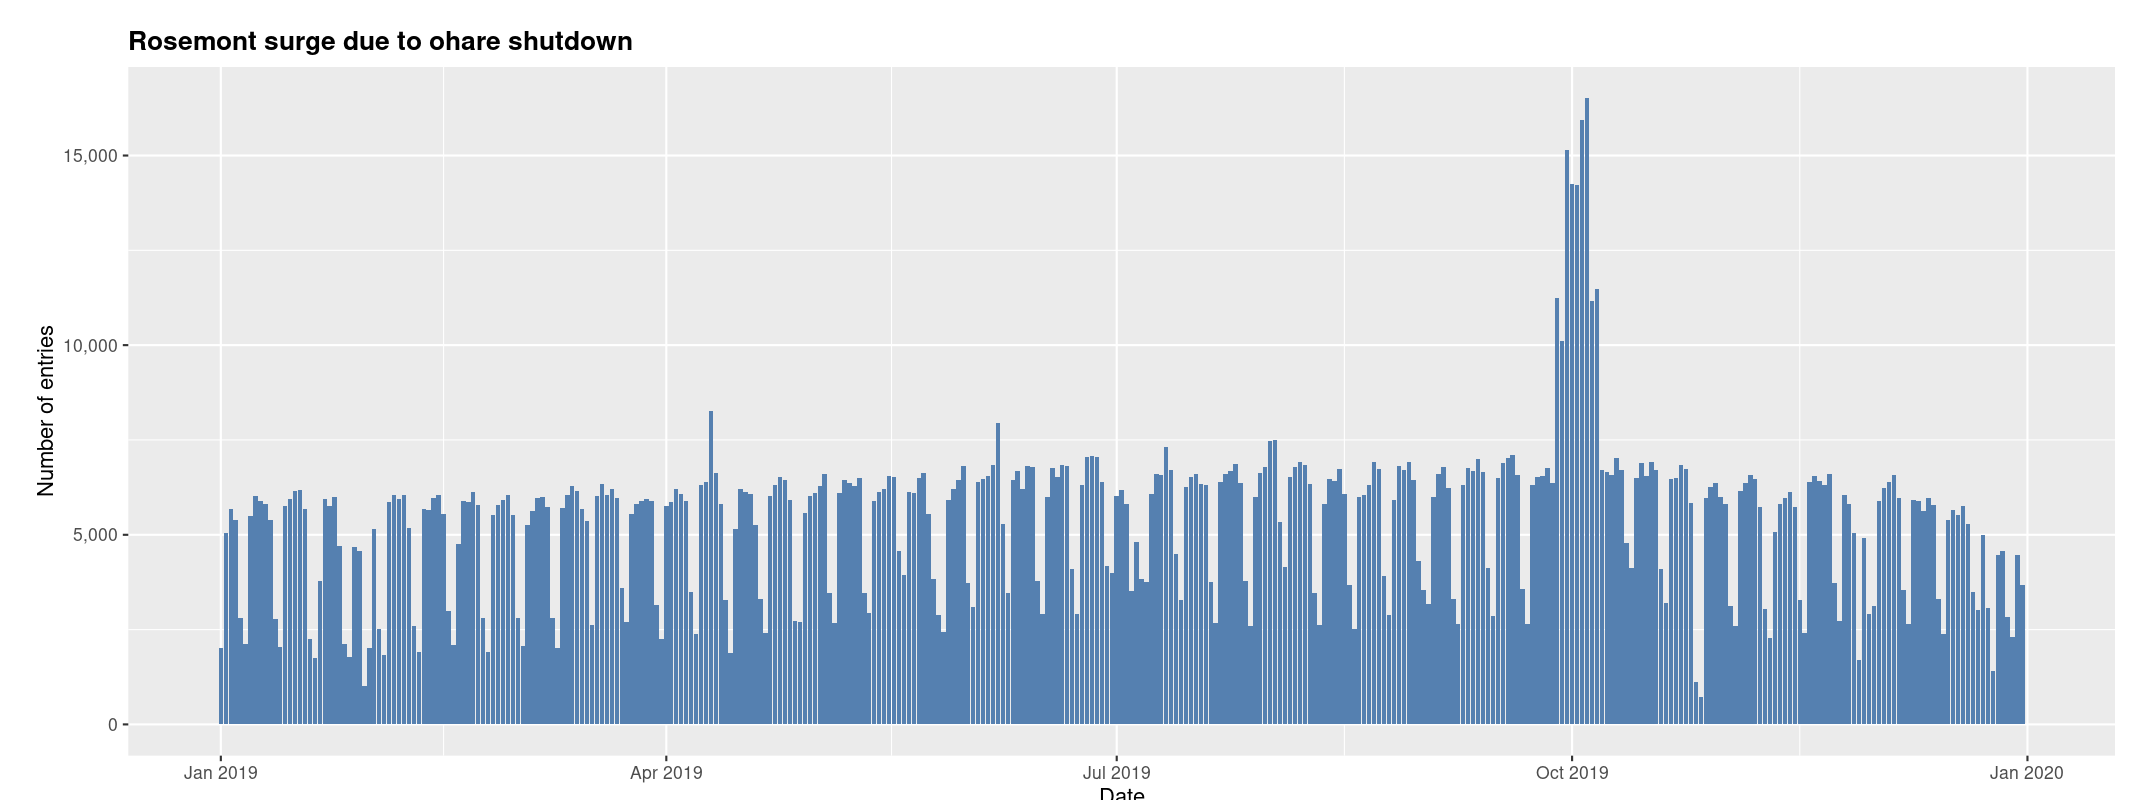 Rosemont surge due to ohare shutdown
Number of entries
15,000
10,000
5,000
0
Jan 2019 Apr 2019 Jul 2019 Oct 2019 Jan 2020
Date